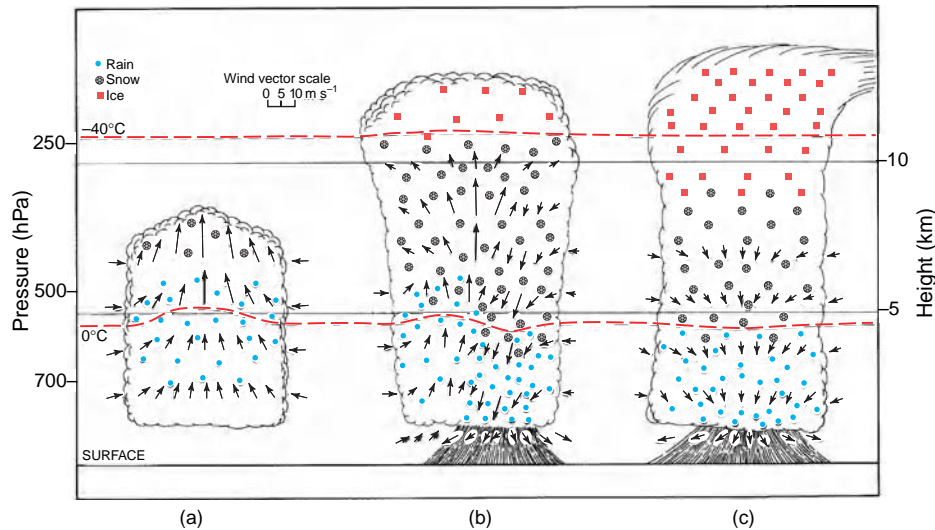 Rain
Snow
Ice
Wind vector scale
0 5 10 m s⁻¹
−40°C
250
10
Pressure (hPa)
Height (km)
500
5
0°C
700
SURFACE
(a)
(b)
(c)